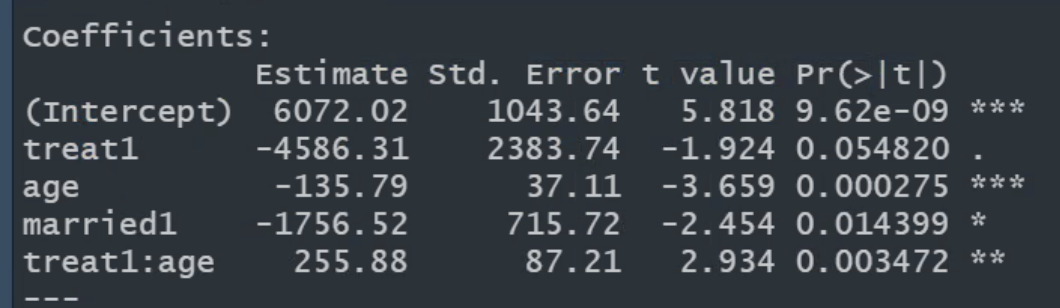 Coefficients:
Estimate Std. Error t value Pr(>|t|)
(Intercept) 6072.02 1043.64 5.818 9.62e-09 ***
treat1 -4586.31 2383.74 -1.924 0.054820 .
age -135.79 37.11 -3.659 0.000275 ***
married1 -1756.52 715.72 -2.454 0.014399 *
treat1:age 255.88 87.21 2.934 0.003472 **
---